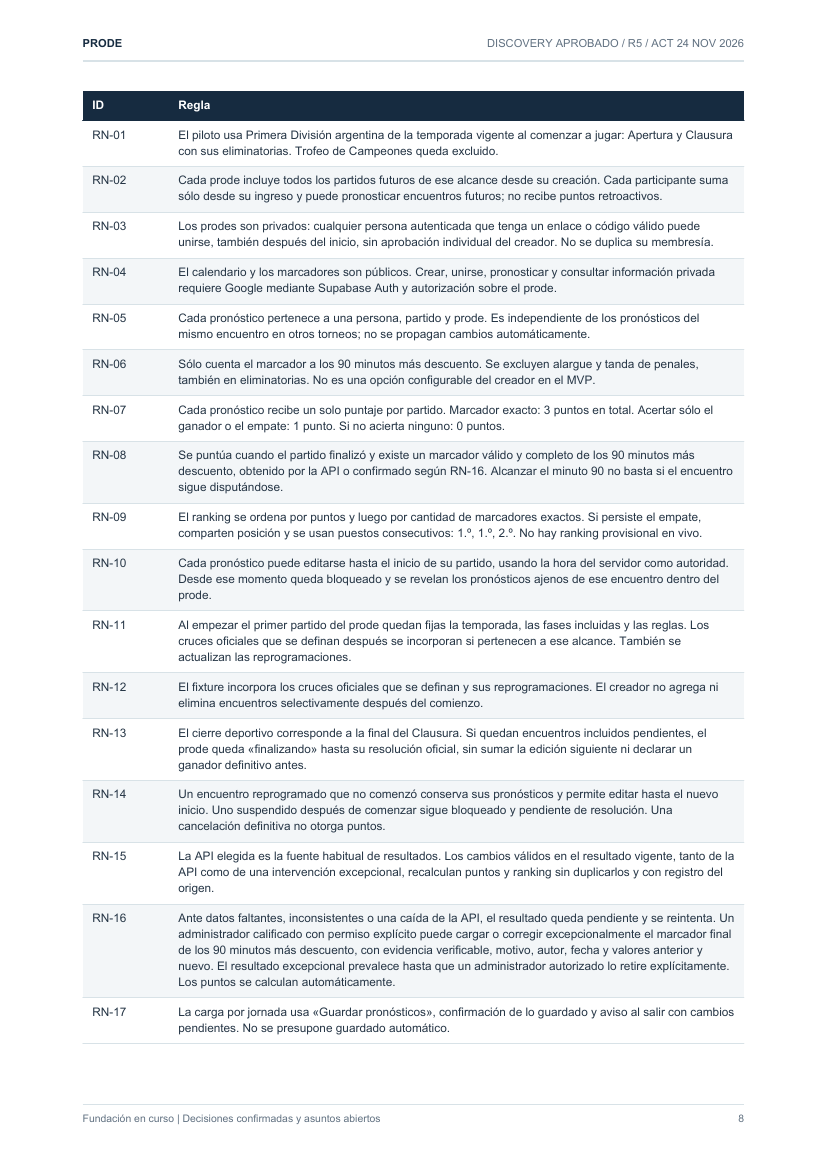 PRODE
DISCOVERY APROBADO / R5 / ACT 24 NOV 2026
ID Regla
RN-01 El piloto usa Primera División argentina de la temporada vigente al comenzar a jugar: Apertura y Clausura
con sus eliminatorias. Trofeo de Campeones queda excluido.
RN-02 Cada prode incluye todos los partidos futuros de ese alcance desde su creación. Cada participante suma
sólo desde su ingreso y puede pronosticar encuentros futuros; no recibe puntos retroactivos.
RN-03 Los prodes son privados: cualquier persona autenticada que tenga un enlace o código válido puede
unirse, también después del inicio, sin aprobación individual del creador. No se duplica su membresía.
RN-04 El calendario y los marcadores son públicos. Crear, unirse, pronosticar y consultar información privada
requiere Google mediante Supabase Auth y autorización sobre el prode.
RN-05 Cada pronóstico pertenece a una persona, partido y prode. Es independiente de los pronósticos del
mismo encuentro en otros torneos; no se propagan cambios automáticamente.
RN-06 Sólo cuenta el marcador a los 90 minutos más descuento. Se excluyen alargue y tanda de penales,
también en eliminatorias. No es una opción configurable del creador en el MVP.
RN-07 Cada pronóstico recibe un solo puntaje por partido. Marcador exacto: 3 puntos en total. Acertar sólo el
ganador o el empate: 1 punto. Si no acierta ninguno: 0 puntos.
RN-08 Se puntúa cuando el partido finalizó y existe un marcador válido y completo de los 90 minutos más
descuento, obtenido por la API o confirmado según RN-16. Alcanzar el minuto 90 no basta si el encuentro
sigue disputándose.
RN-09 El ranking se ordena por puntos y luego por cantidad de marcadores exactos. Si persiste el empate,
comparten posición y se usan puestos consecutivos: 1.º, 1.º, 2.º. No hay ranking provisional en vivo.
RN-10 Cada pronóstico puede editarse hasta el inicio de su partido, usando la hora del servidor como autoridad.
Desde ese momento queda bloqueado y se revelan los pronósticos ajenos de ese encuentro dentro del
prode.
RN-11 Al empezar el primer partido del prode quedan fijas la temporada, las fases incluidas y las reglas. Los
cruces oficiales que se definan después se incorporan si pertenecen a ese alcance. También se
actualizan las reprogramaciones.
RN-12 El fixture incorpora los cruces oficiales que se definan y sus reprogramaciones. El creador no agrega ni
elimina encuentros selectivamente después del comienzo.
RN-13 El cierre deportivo corresponde a la final del Clausura. Si quedan encuentros incluidos pendientes, el
prode queda «finalizando» hasta su resolución oficial, sin sumar la edición siguiente ni declarar un
ganador definitivo antes.
RN-14 Un encuentro reprogramado que no comenzó conserva sus pronósticos y permite editar hasta el nuevo
inicio. Uno suspendido después de comenzar sigue bloqueado y pendiente de resolución. Una
cancelación definitiva no otorga puntos.
RN-15 La API elegida es la fuente habitual de resultados. Los cambios válidos en el resultado vigente, tanto de la
API como de una intervención excepcional, recalculan puntos y ranking sin duplicarlos y con registro del
origen.
RN-16 Ante datos faltantes, inconsistentes o una caída de la API, el resultado queda pendiente y se reintenta. Un
administrador calificado con permiso explícito puede cargar o corregir excepcionalmente el marcador final
de los 90 minutos más descuento, con evidencia verificable, motivo, autor, fecha y valores anterior y
nuevo. El resultado excepcional prevalece hasta que un administrador autorizado lo retire explícitamente.
Los puntos se calculan automáticamente.
RN-17 La carga por jornada usa «Guardar pronósticos», confirmación de lo guardado y aviso al salir con cambios
pendientes. No se presupone guardado automático.
Fundación en curso | Decisiones confirmadas y asuntos abiertos
8